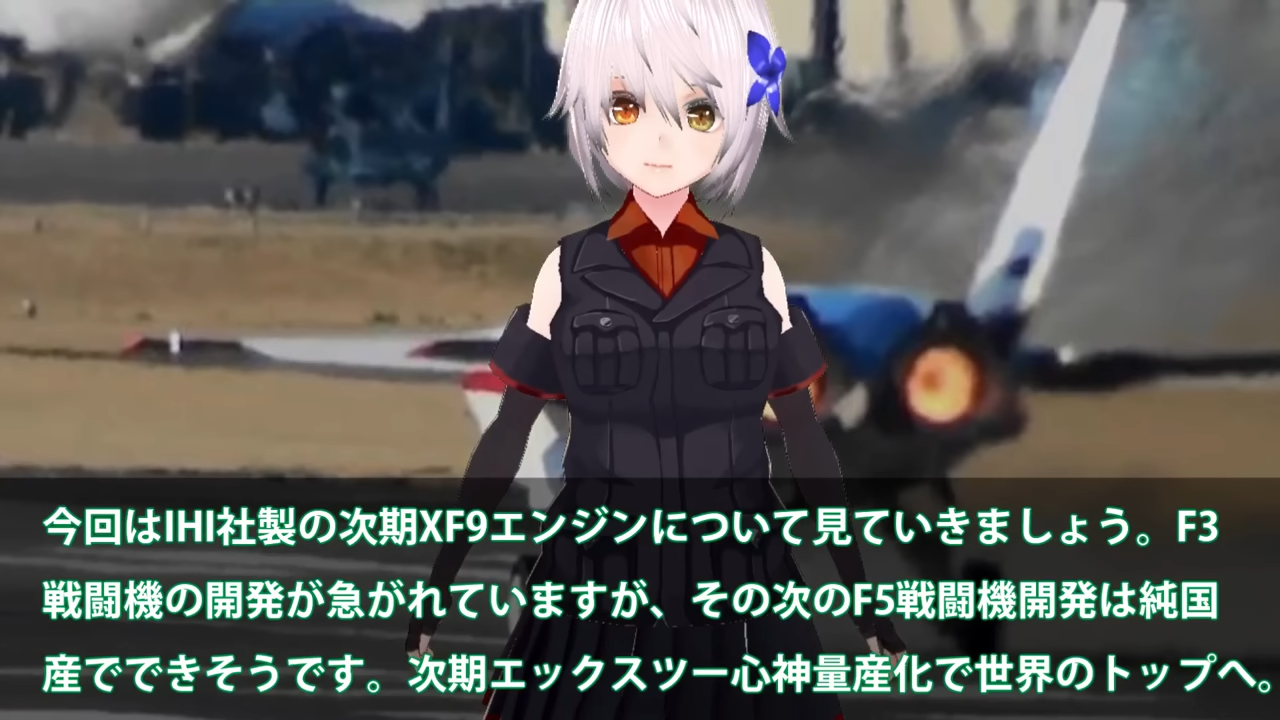 今回はIHI社製の次期XF9エンジンについて見ていきましょう。F3
戦闘機の開発が急がれていますが、その次のF5戦闘機開発は純国
産でできそうです。次期エックスツー心神量産化で世界のトップへ。